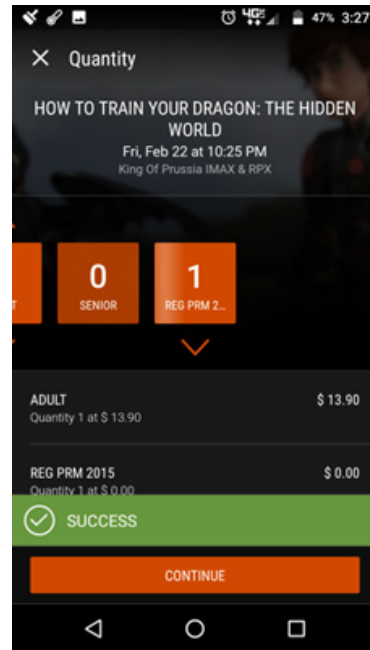 4GE 47% 3:27
× Quantity
HOW TO TRAIN YOUR DRAGON: THE HIDDEN
WORLD
Fri, Feb 22 at 10:25 PM
King Of Prussia IMAX & RPX
T
0
SENIOR
1
REG PRM 2...
ADULT $ 13.90
Quantity 1 at $ 13.90
REG PRM 2015 $ 0.00
Quantity 1 at $ 0.00
SUCCESS
CONTINUE